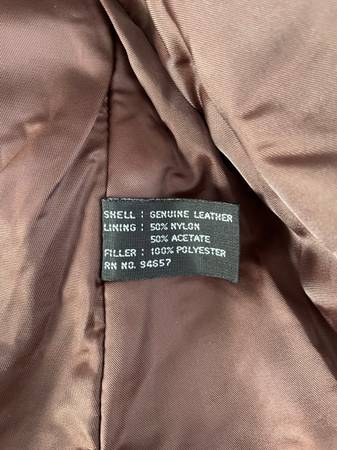 SHELL : GENUINE LEATHER
LINING : 50% NYLON
50% ACETATE
FILLER : 100% POLYESTER
RN NO. 94657